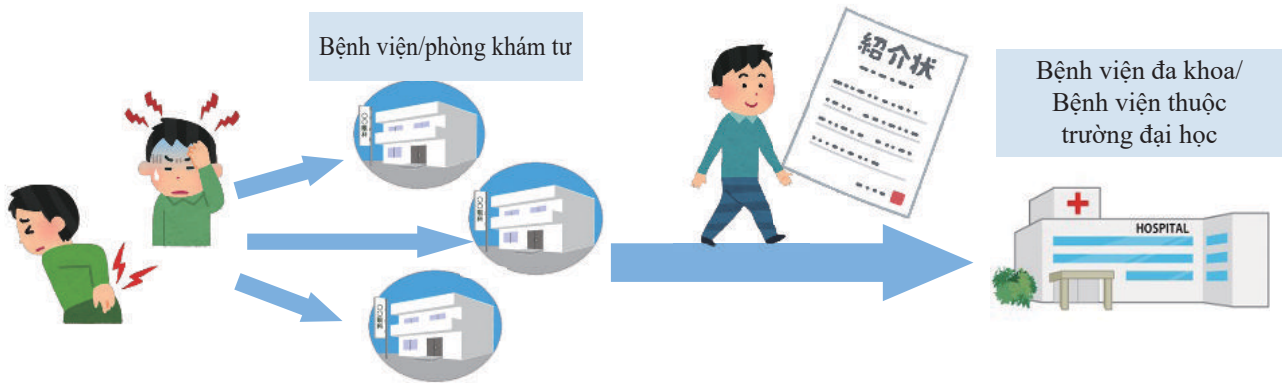 Bệnh viện/phòng khám tư
紹介状
Bệnh viện đa khoa/
Bệnh viện thuộc
trường đại học
HOSPITAL